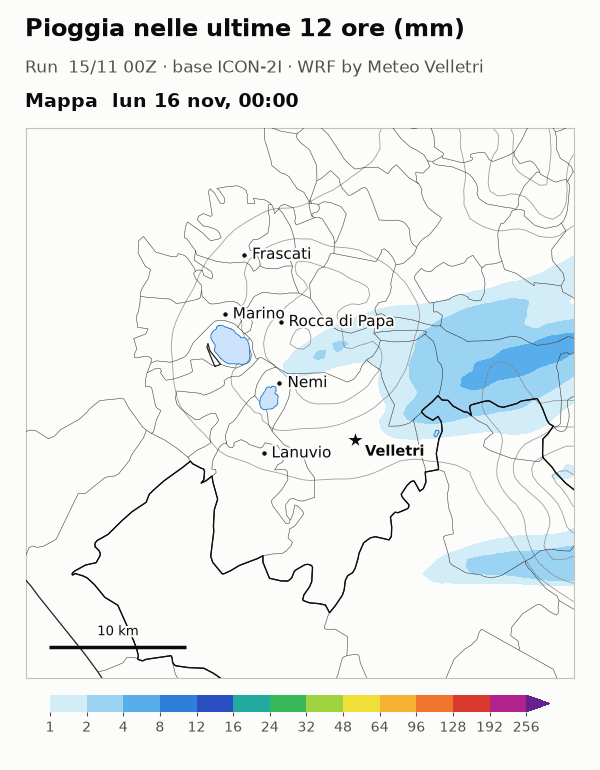 Pioggia nelle ultime 12 ore (mm)
Run  15/11 00Z · base ICON-2I · WRF by Meteo Velletri
Mappa  lun 16 nov, 00:00
Frascati
Marino
Rocca di Papa
Nemi
Velletri
Lanuvio
10 km
1 2 4 8 12 16 24 32 48 64 96 128 192 256